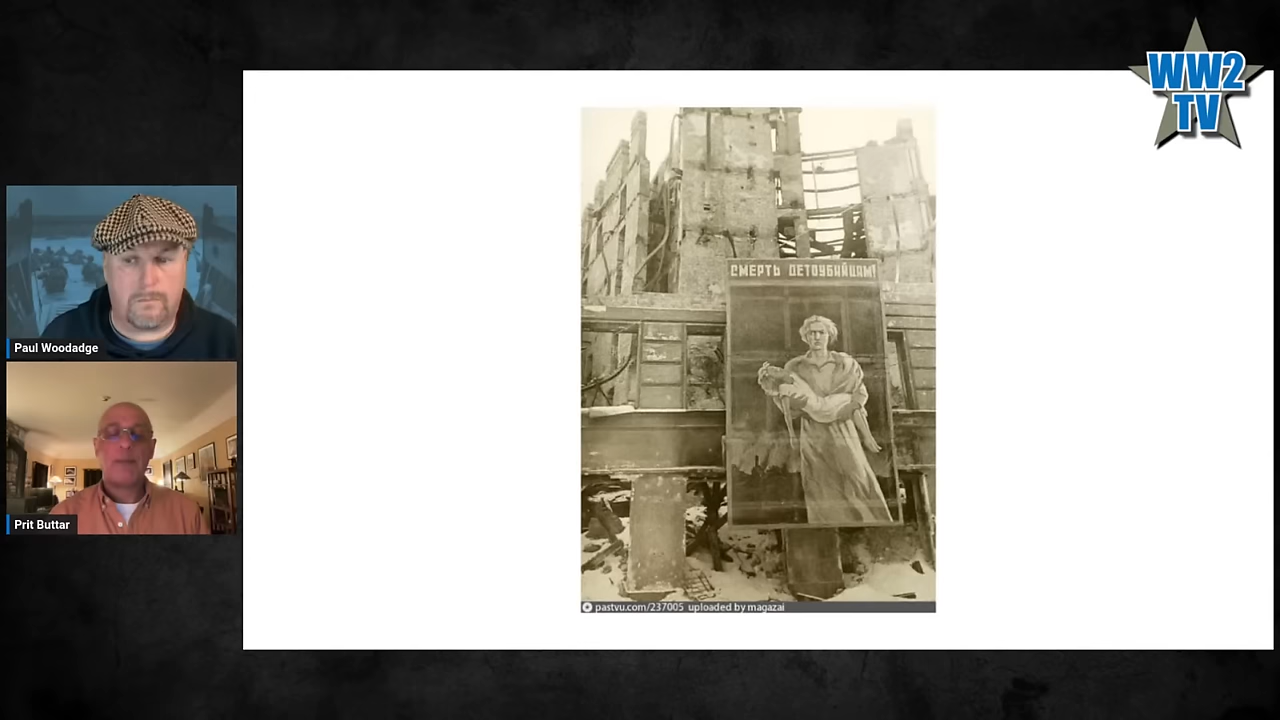 WW2
TV
Paul Woodadge
Prit Buttar
СМЕРТЬ ДЕТОУБИЙЦАМ!
pastvu.com/237005 uploaded by magazai